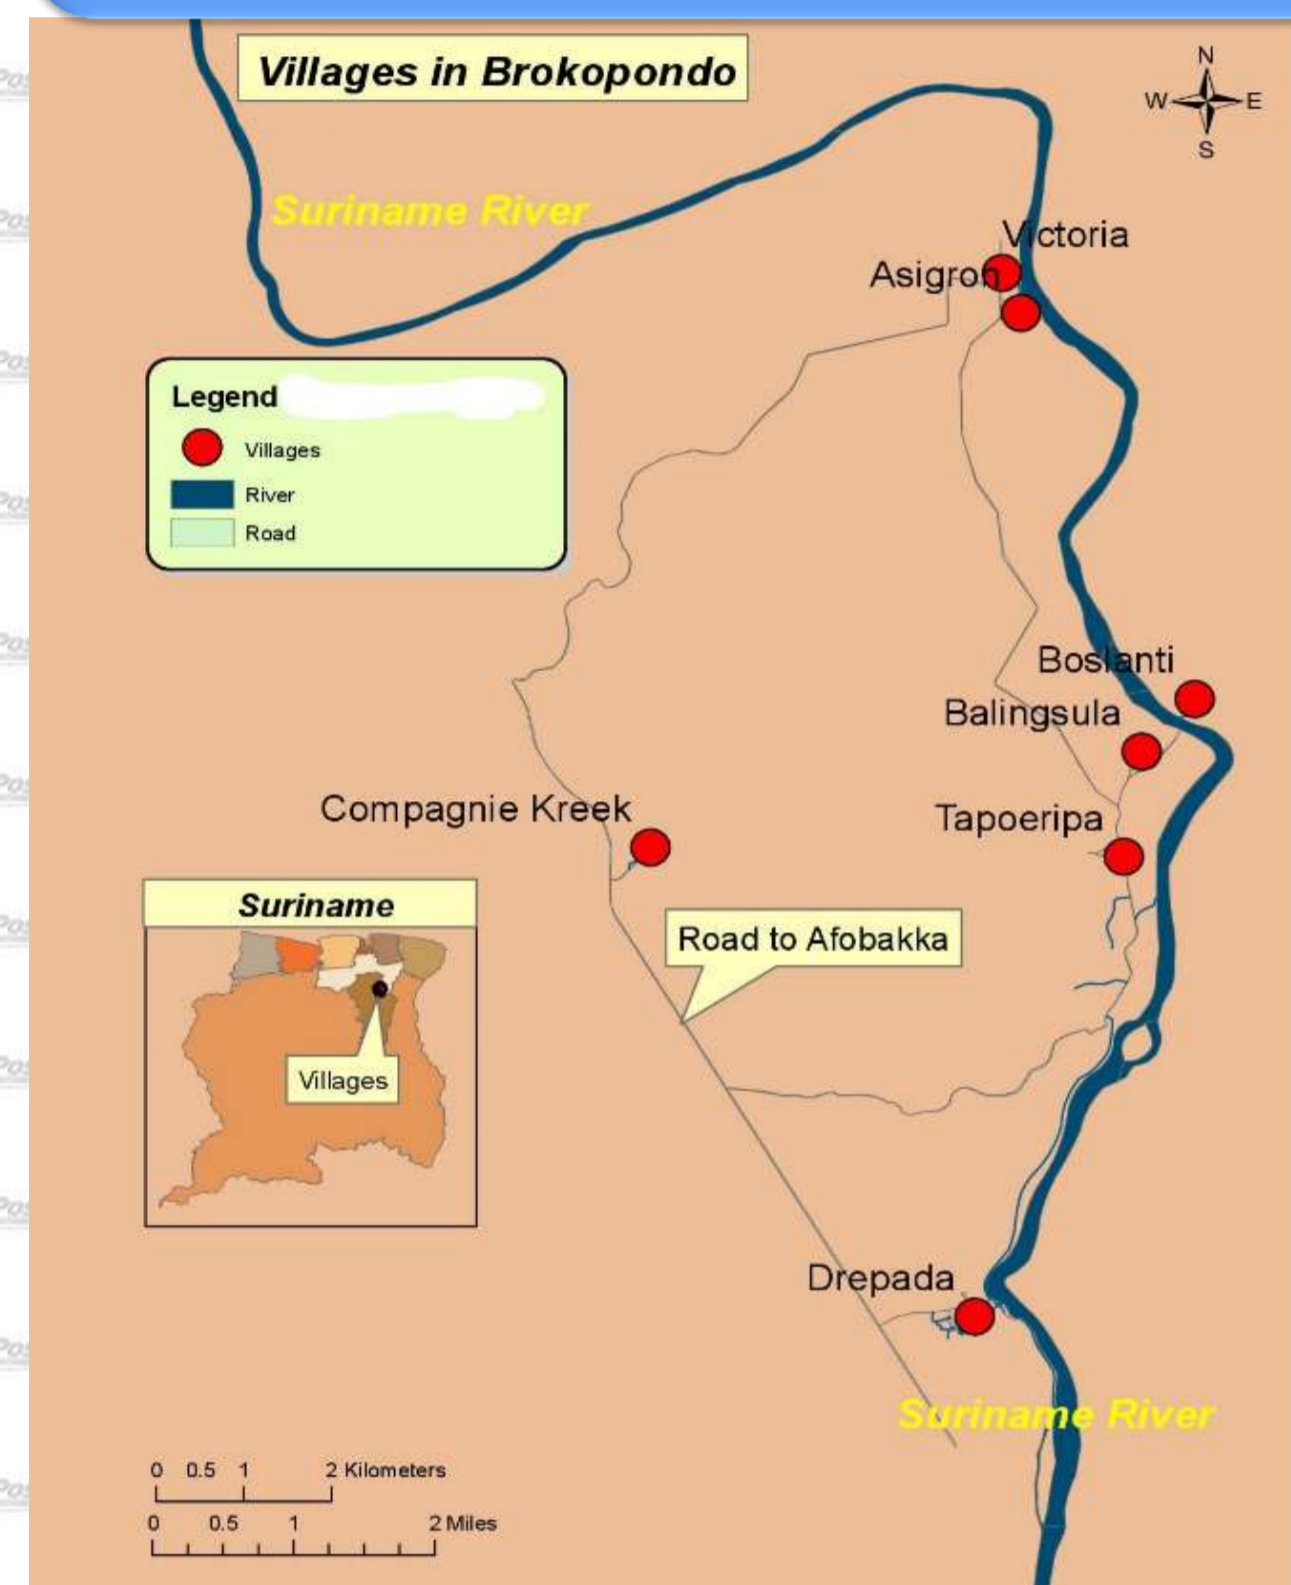 Villages in Brokopondo
N
W E
S
Suriname River
Victoria
Asigron
Legend
Villages
River
Road
Boslanti
Balingsula
Compagnie Kreek
Tapoeripa
Suriname
Road to Afobakka
Villages
Drepada
Suriname River
0 0.5 1 2 Kilometers
0 0.5 1 2 Miles